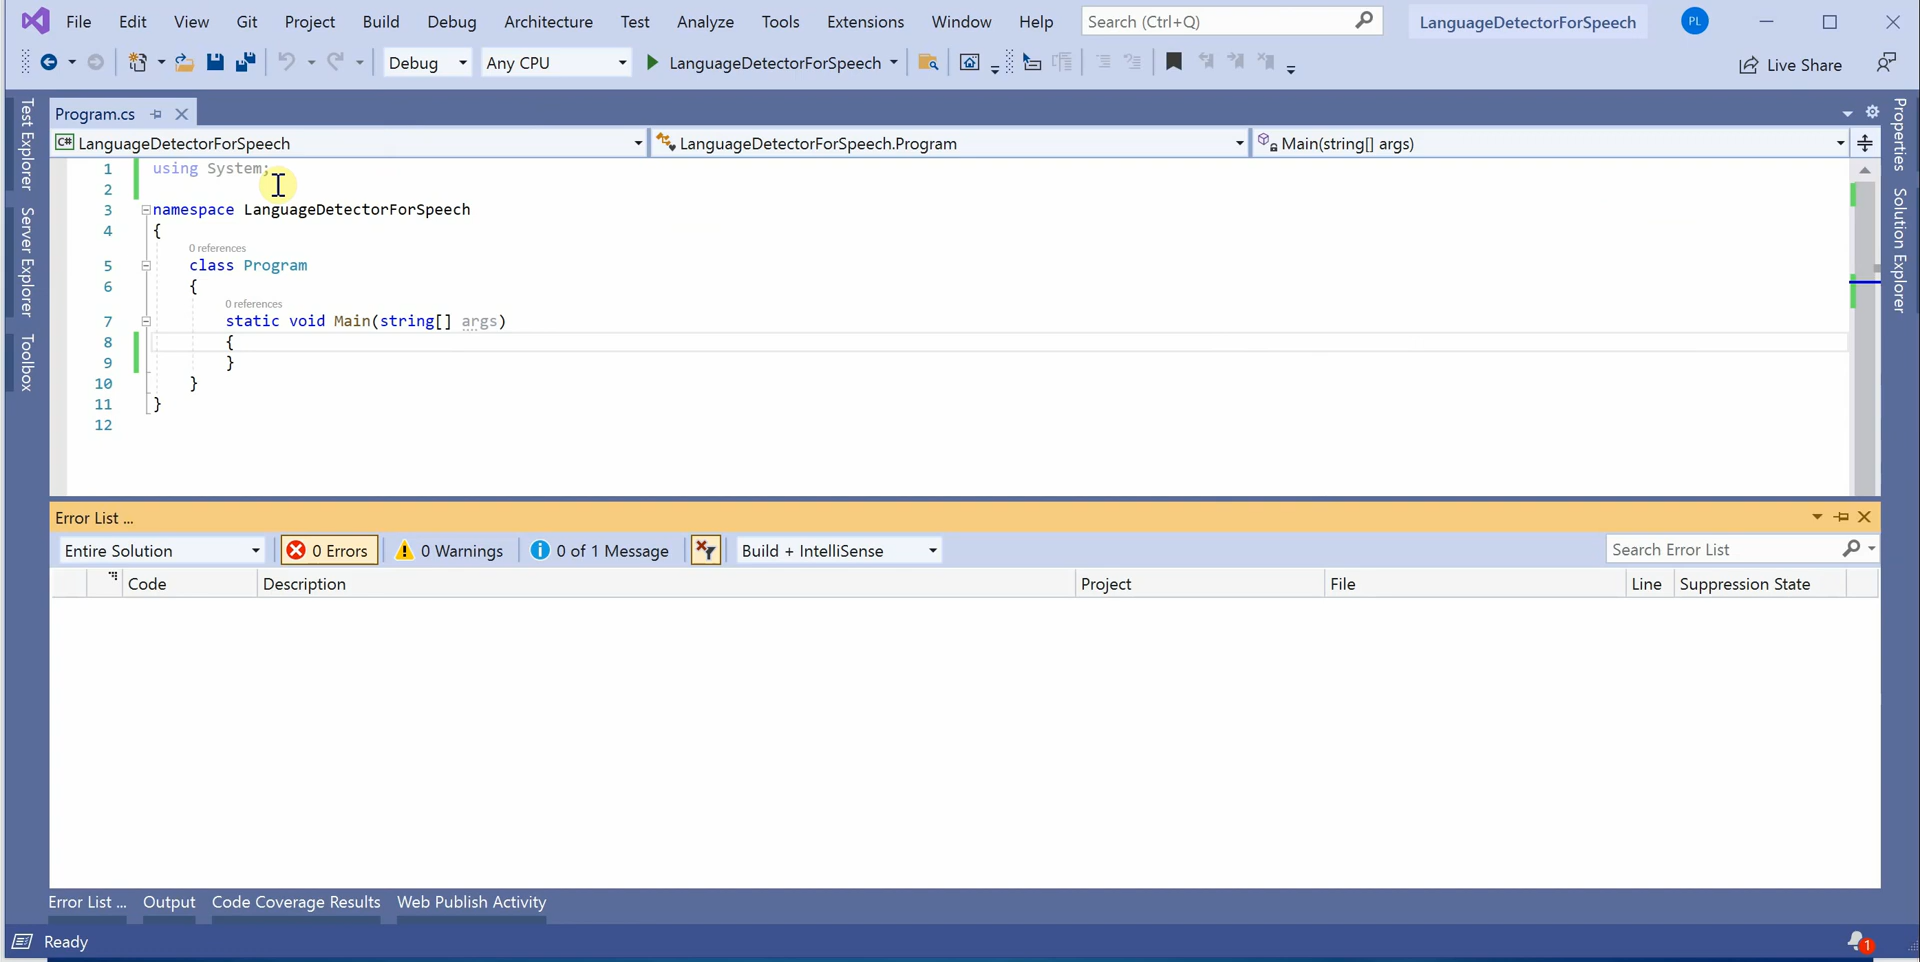 File Edit View Git Project Build Debug Architecture Test Analyze Tools Extensions Window Help Search (Ctrl+Q) LanguageDetectorForSpeech PL
Debug Any CPU LanguageDetectorForSpeech Live Share
Test Explorer
Server Explorer
Toolbox
Program.cs
C# LanguageDetectorForSpeech LanguageDetectorForSpeech.Program Main(string[] args)
1 using System;
2
3 namespace LanguageDetectorForSpeech
4 {
0 references
5 class Program
6 {
0 references
7 static void Main(string[] args)
8 {
9 }
10 }
11 }
12
Properties
Solution Explorer
Error List ...
Entire Solution 0 Errors 0 Warnings 0 of 1 Message Build + IntelliSense Search Error List
Code Description Project File Line Suppression State
Error List ... Output Code Coverage Results Web Publish Activity
Ready 1